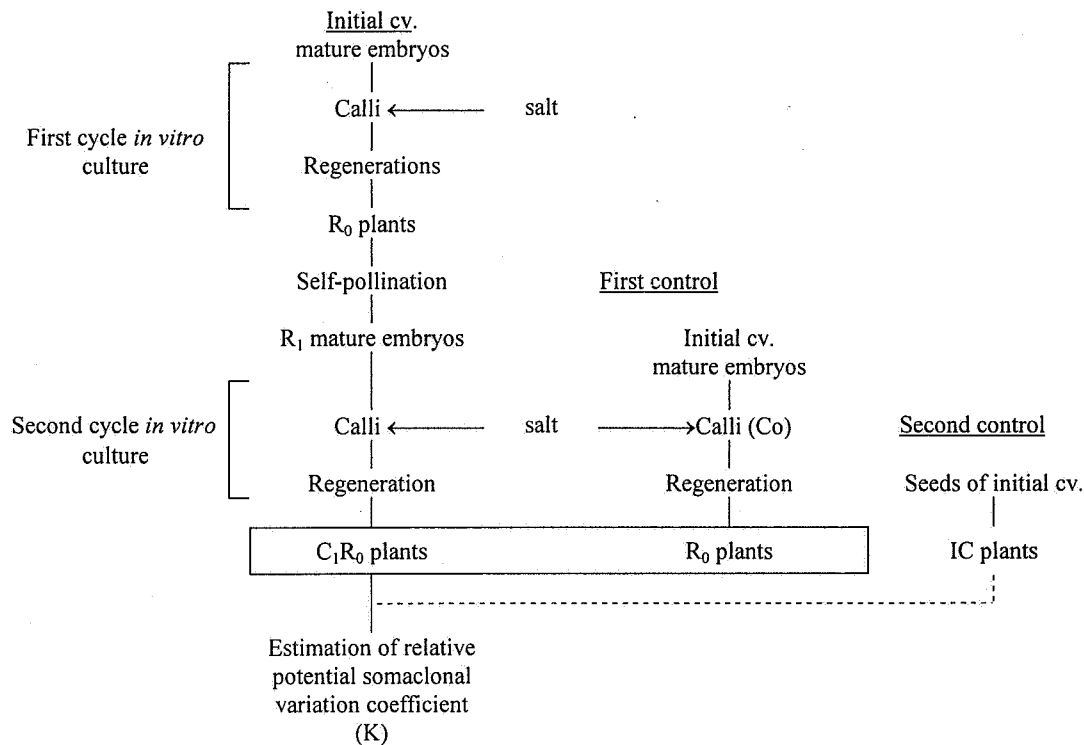 Initial cv.
mature embryos
Calli
salt
First cycle in vitro
culture
Regenerations
R₀ plants
Self-pollination
First control
R₁ mature embryos
Initial cv.
mature embryos
Second cycle in vitro
culture
Calli
salt
Calli (Co)
Second control
Regeneration
Regeneration
Seeds of initial cv.
C₁R₀ plants
R₀ plants
IC plants
Estimation of relative
potential somaclonal
variation coefficient
(K)